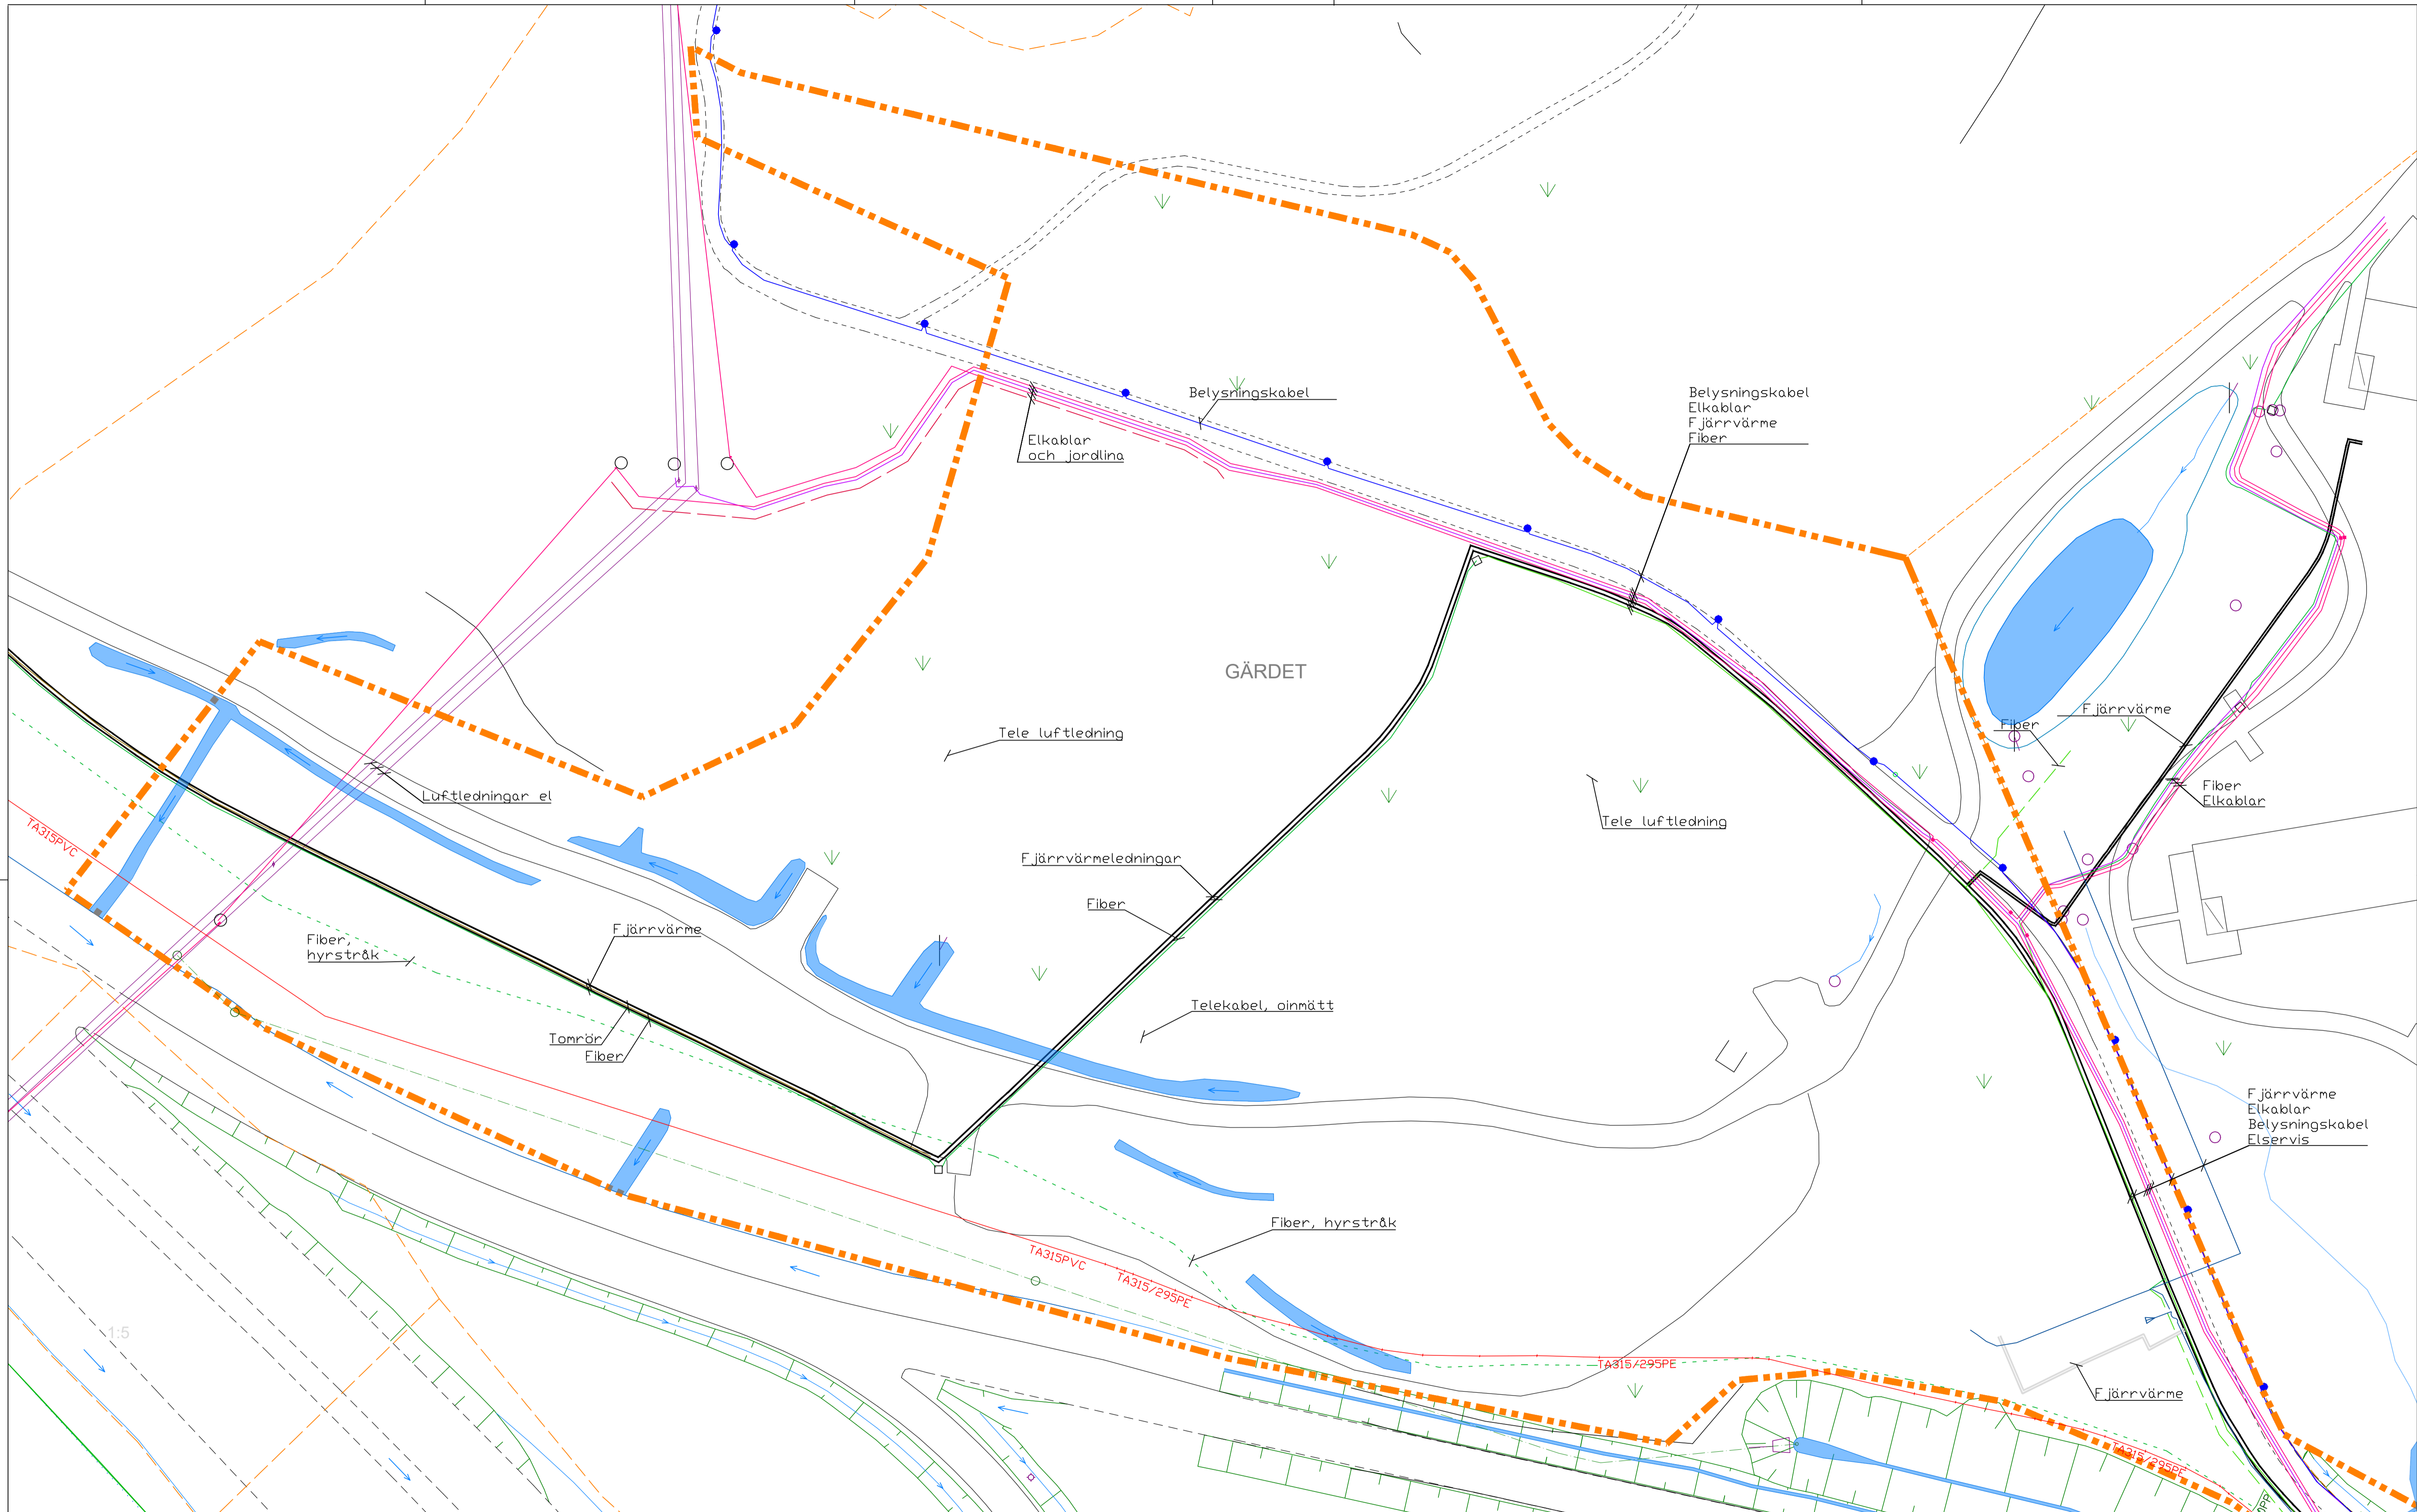 Belysningskabel
Belysningskabel
Elkablar
Fjärrvärme
Fiber
Elkablar
och jordlina
GÄRDET
Tele luftledning
Fjärrvärme
Fiber
Luftledningar el
Fiber
Elkablar
Tele luftledning
TA315PVC
Fjärrvärmeledningar
Fiber
Fjärrvärme
Fiber,
hyrstråk
Telekabel, oinmätt
Tomrör
Fiber
Fjärrvärme
Elkablar
Belysningskabel
Elservis
Fiber, hyrstråk
TA315PVC
TA315/295PE
1:5
TA315/295PE
Fjärrvärme
TA315/295PE